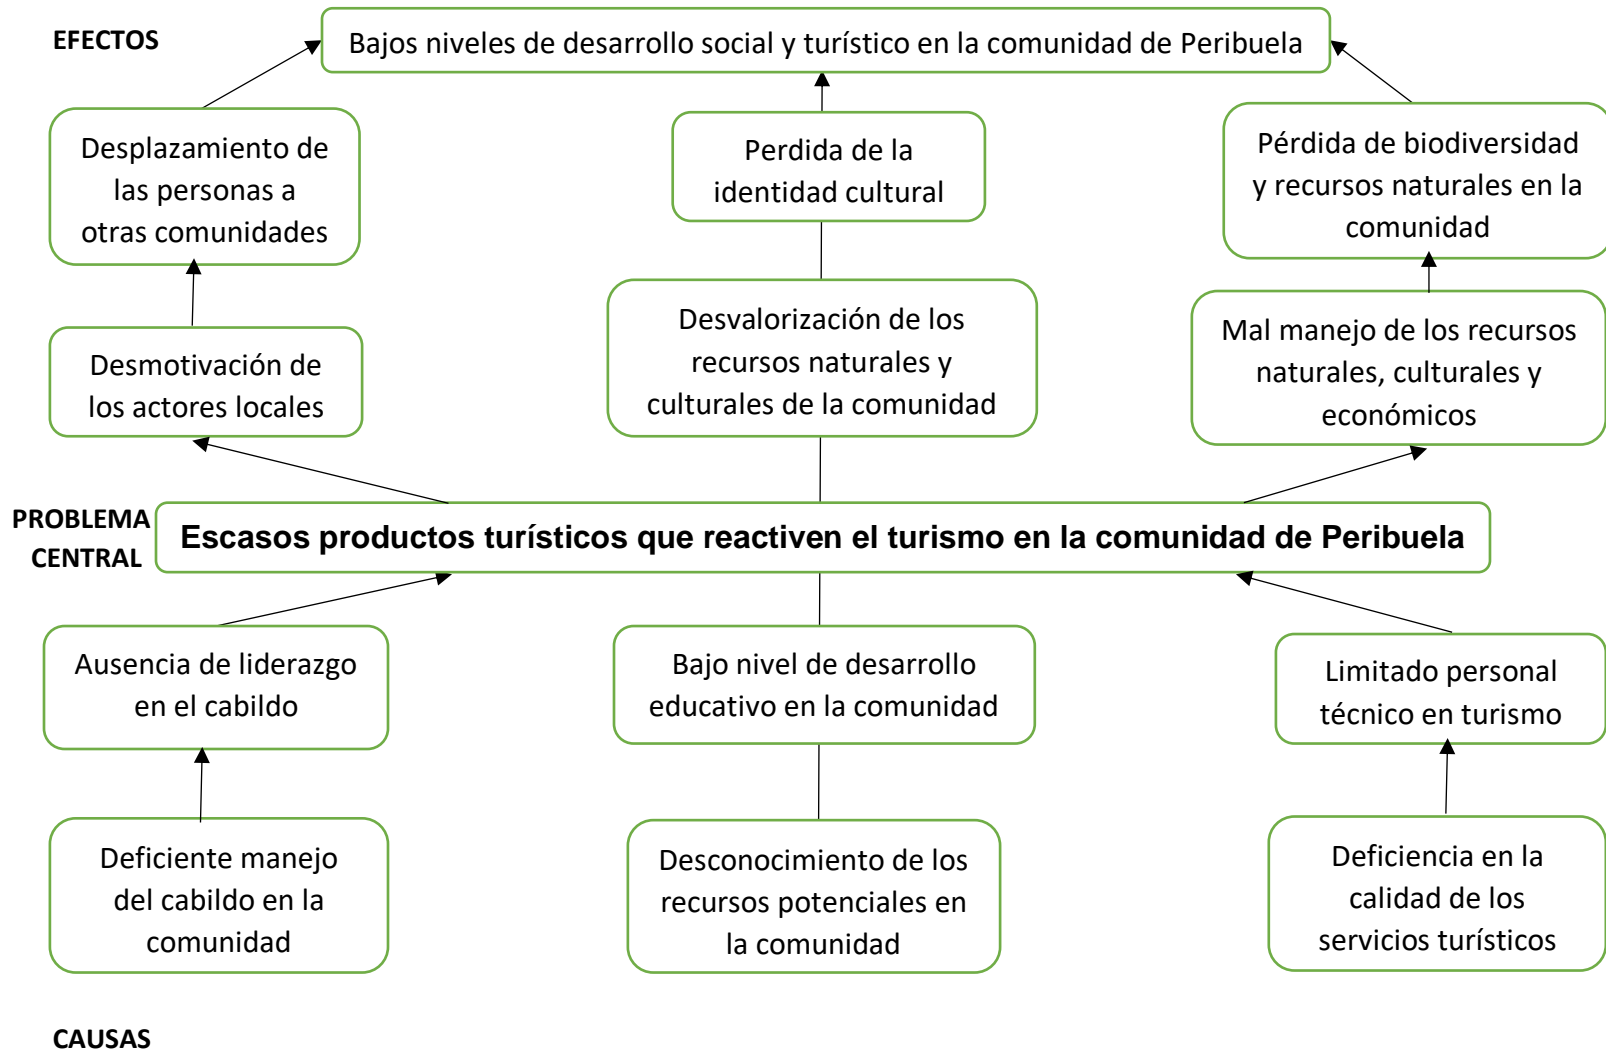 EFECTOS
Bajos niveles de desarrollo social y turístico en la comunidad de Peribuela
Desplazamiento de
las personas a
otras comunidades
Perdida de la
identidad cultural
Pérdida de biodiversidad
y recursos naturales en la
comunidad
Desmotivación de
los actores locales
Desvalorización de los
recursos naturales y
culturales de la comunidad
Mal manejo de los recursos
naturales, culturales y
económicos
PROBLEMA
CENTRAL
Escasos productos turísticos que reactiven el turismo en la comunidad de Peribuela
Ausencia de liderazgo
en el cabildo
Bajo nivel de desarrollo
educativo en la comunidad
Limitado personal
técnico en turismo
Deficiente manejo
del cabildo en la
comunidad
Desconocimiento de los
recursos potenciales en
la comunidad
Deficiencia en la
calidad de los
servicios turísticos
CAUSAS